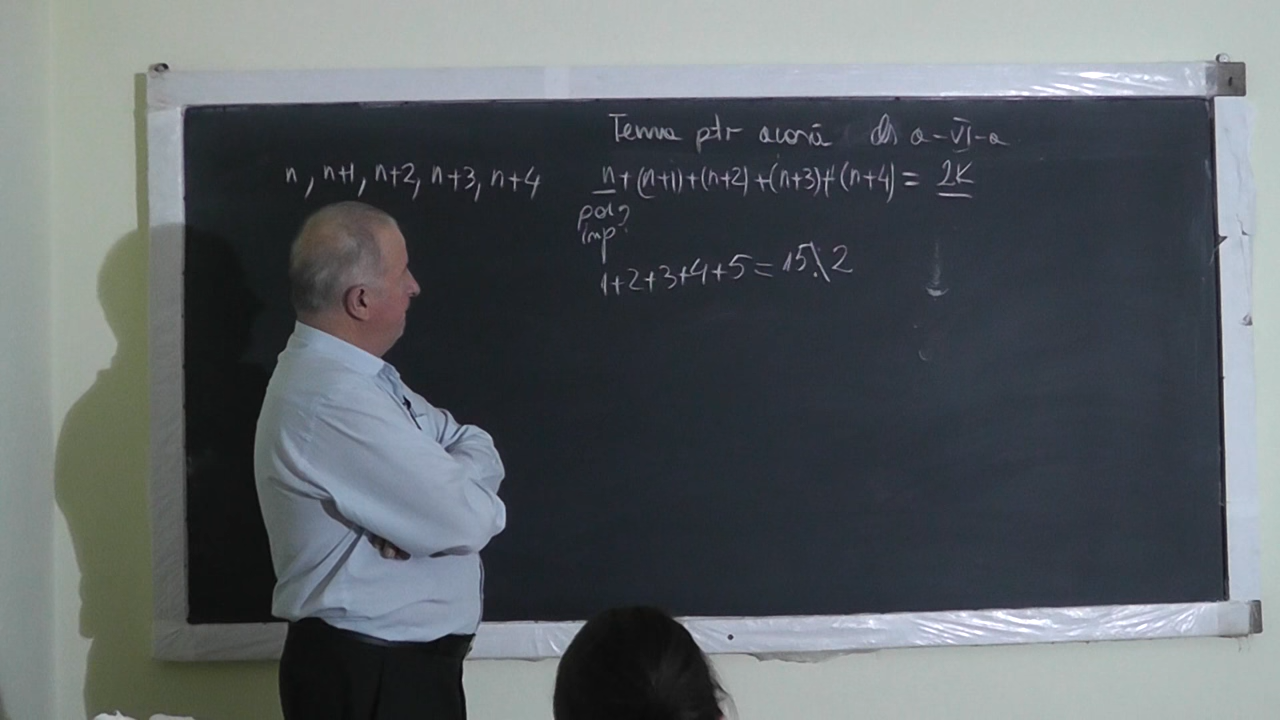 Tema ptr acasă cls a-VI-a
n, n+1, n+2, n+3, n+4 n+(n+1)+(n+2)+(n+3)+(n+4)= 2K
par?
imp?
1+2+3+4+5=15⋮̸2